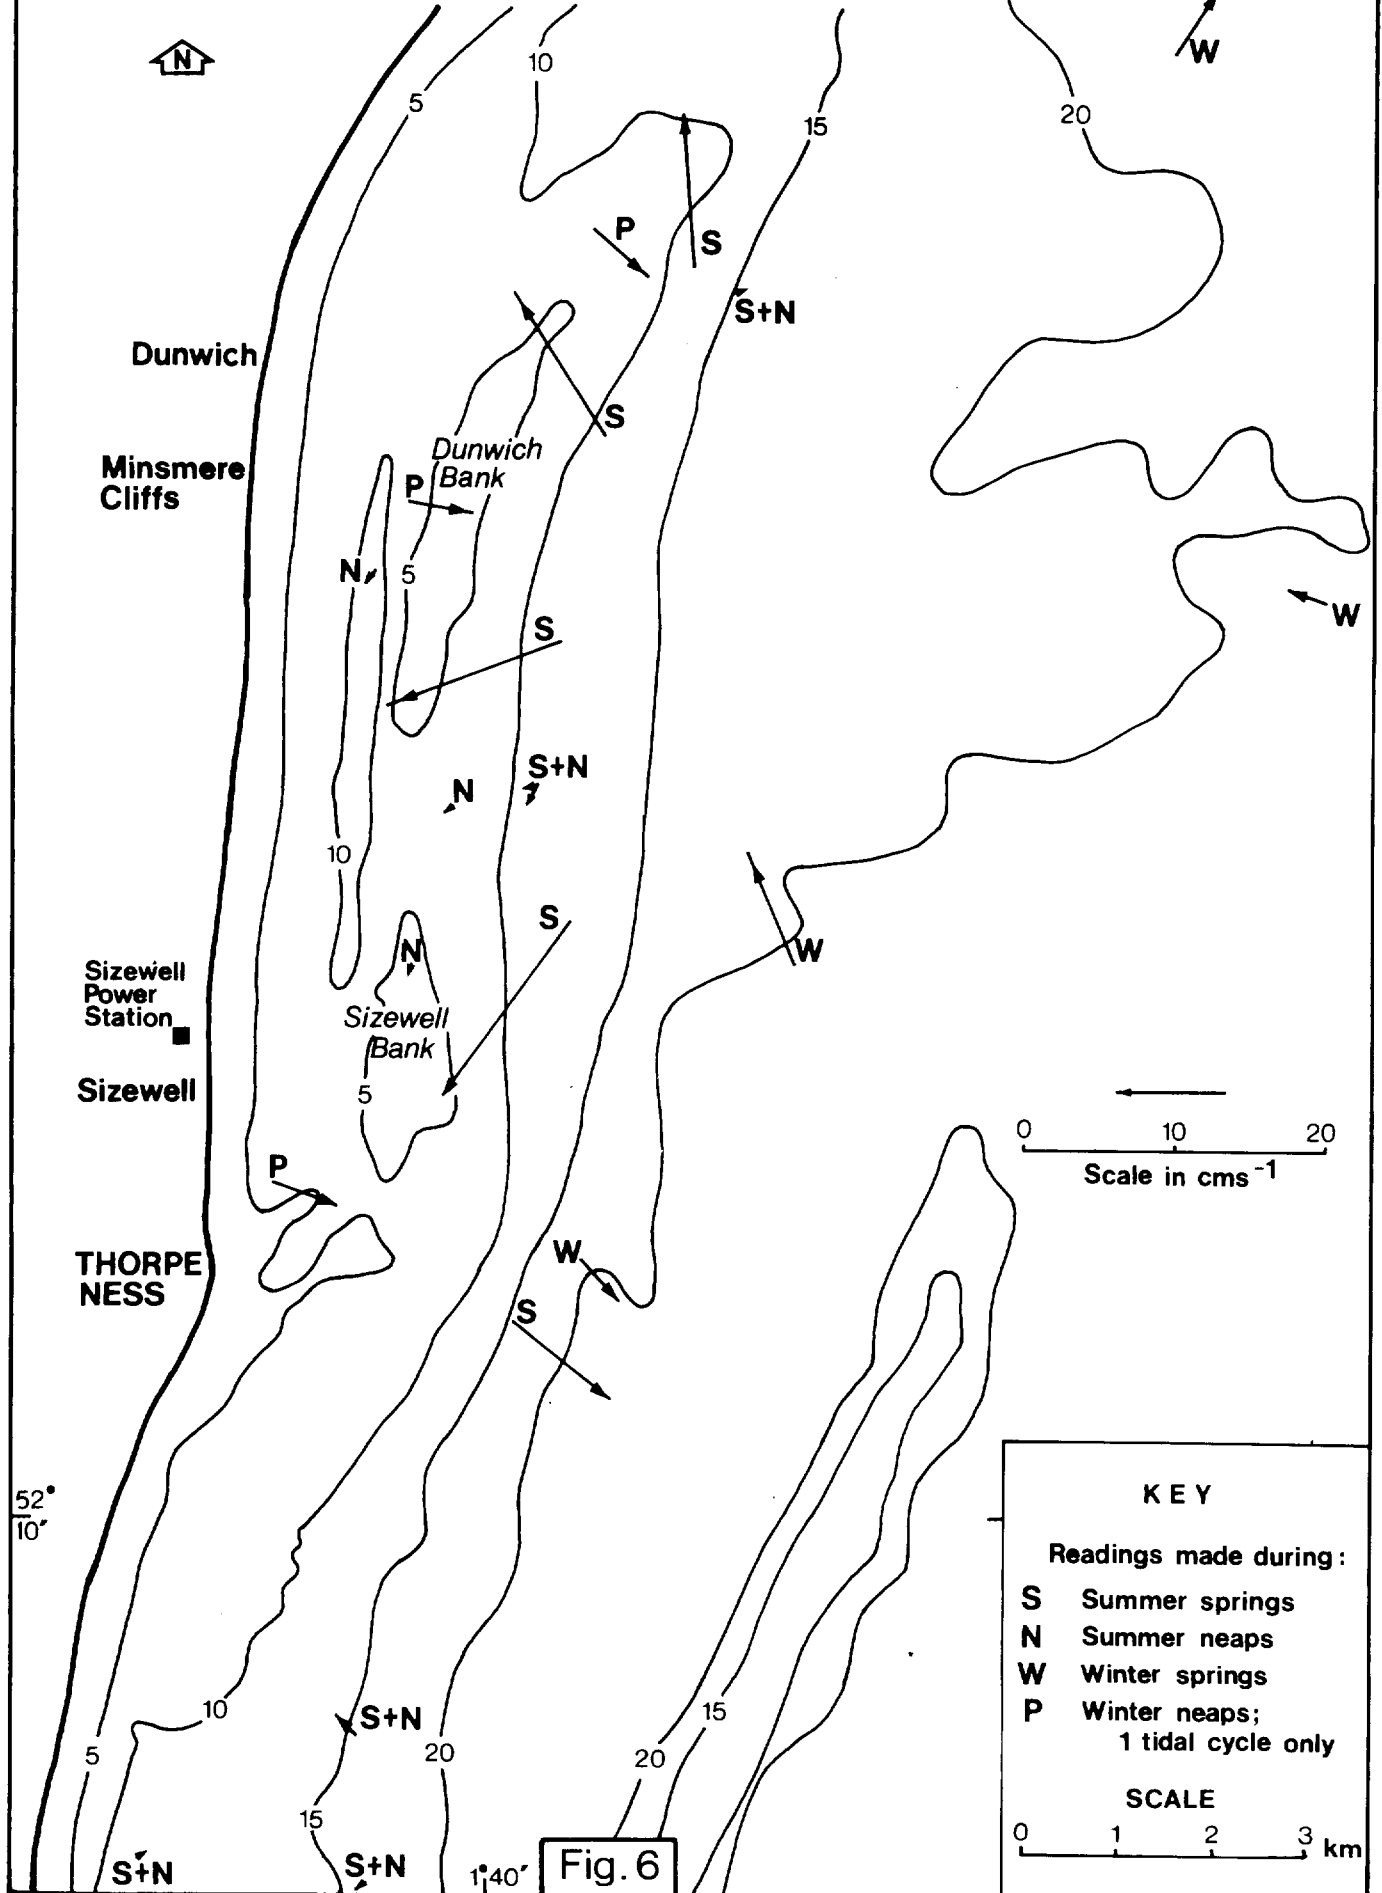 N
W
10
5
20
15
P
S
S+N
Dunwich
S
Dunwich
Bank
Minsmere
Cliffs
P
N
5
W
S
S+N
N
10
S
W
N
Sizewell
Power
Station
Sizewell
Bank
Sizewell
5
0 10 20
Scale in cms⁻¹
P
THORPE
NESS
W
S
52°
10′
KEY
Readings made during:
S Summer springs
N Summer neaps
W Winter springs
P Winter neaps;
1 tidal cycle only
SCALE
0 1 2 3 km
10
S+N
15
5
20
20
15
S+N
S+N
1°40′
Fig. 6